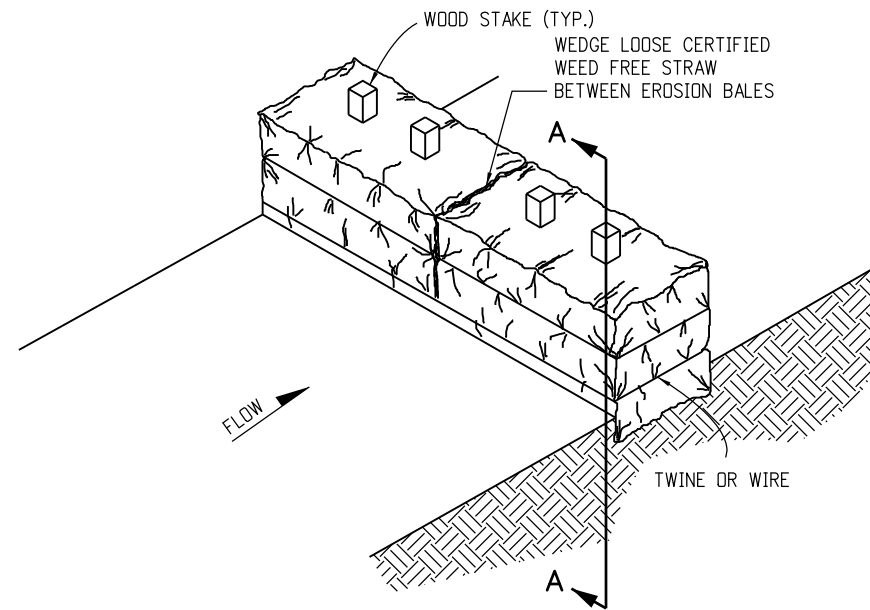 WOOD STAKE (TYP.)
WEDGE LOOSE CERTIFIED
WEED FREE STRAW
BETWEEN EROSION BALES
A
FLOW
TWINE OR WIRE
A